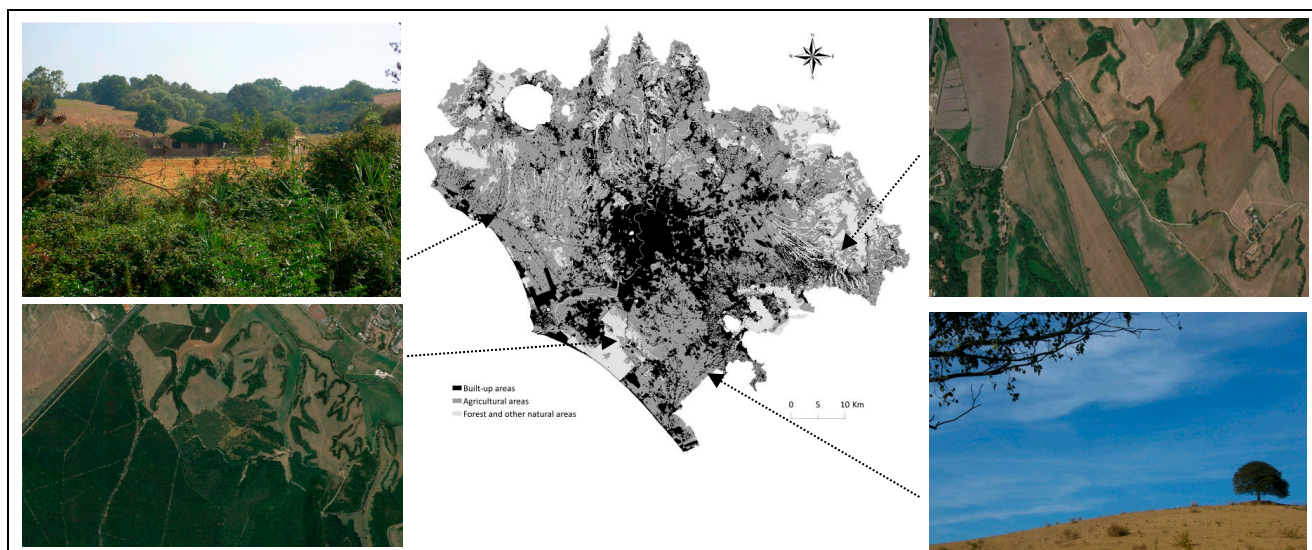 N
Built-up areas
Agricultural areas
Forest and other natural areas
0 5 10 Km